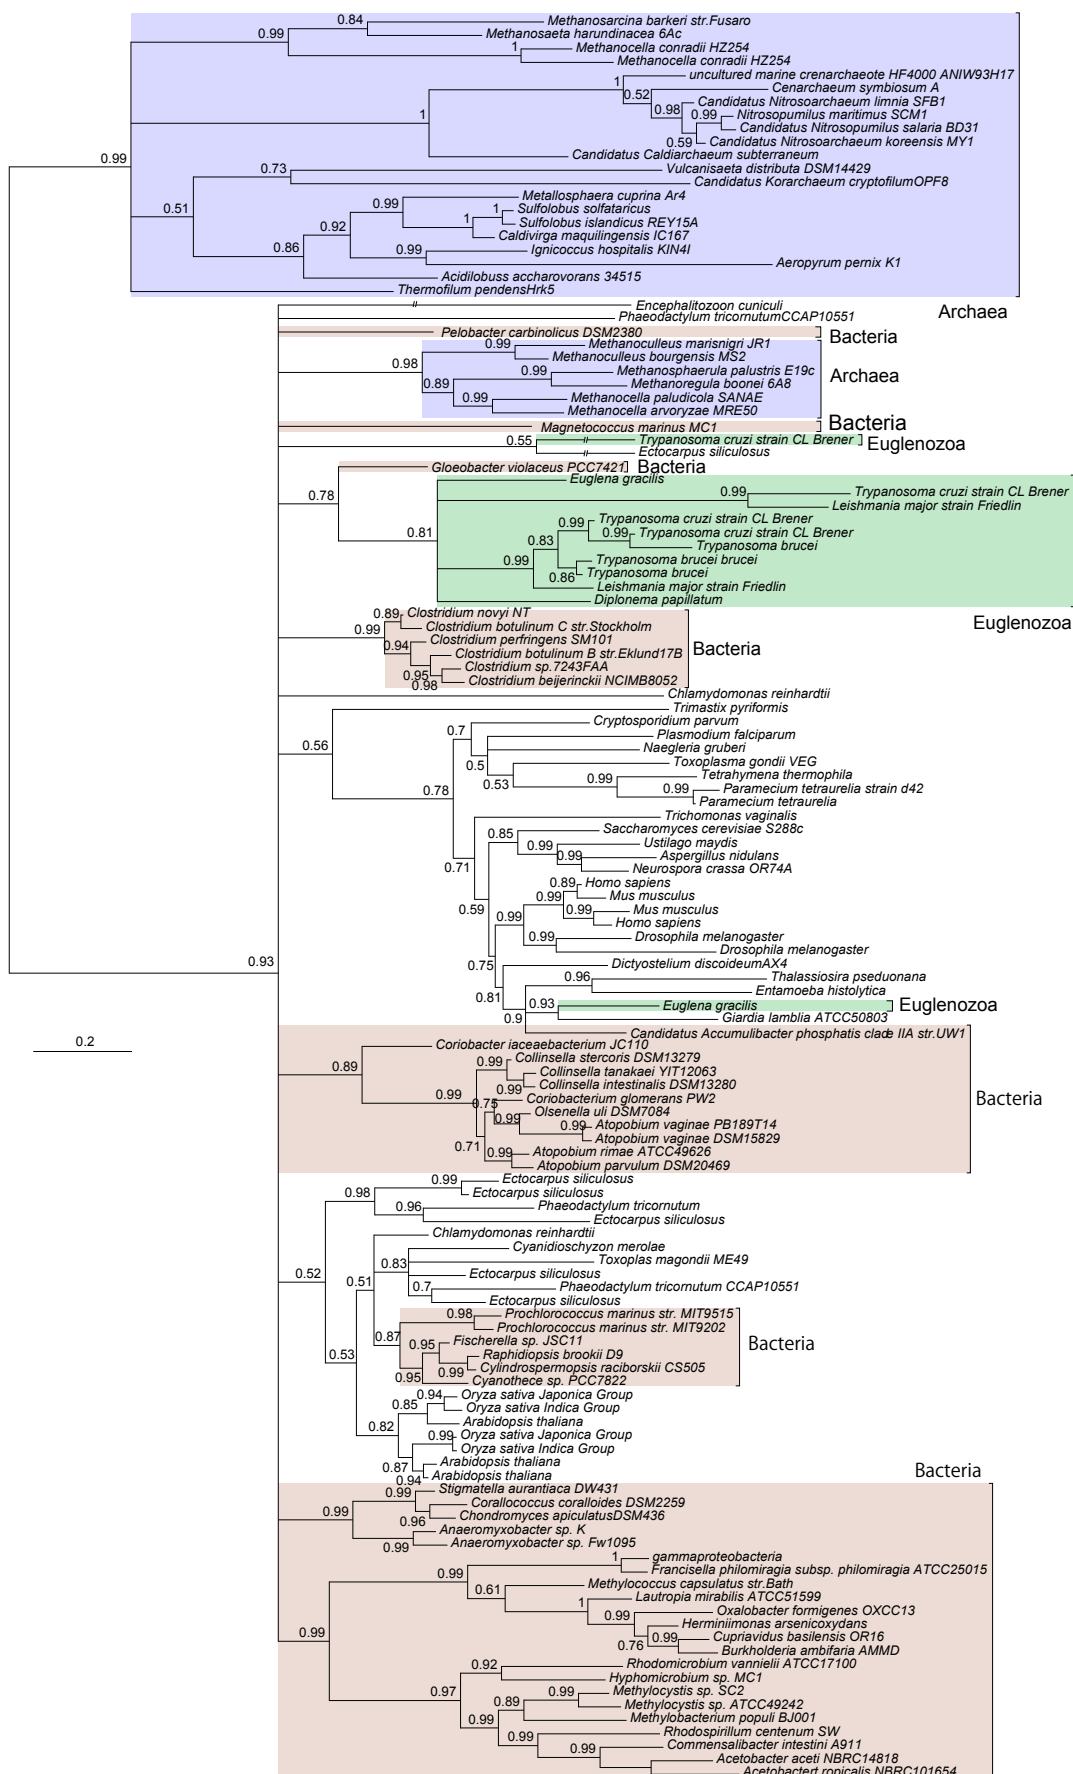 Methanosarcina barkeri str.Fusaro
0.84
Methanosaeta harundinacea 6Ac
0.99
Methanocella conradii HZ254
1
Methanocella conradii HZ254
uncultured marine crenarchaeote HF4000 ANIW93H17
1
Cenarchaeum symbiosum A
0.52
Candidatus Nitrosoarchaeum limnia SFB1
0.98
Nitrosopumilus maritimus SCM1
0.99
1
Candidatus Nitrosopumilus salaria BD31
0.59
Candidatus Nitrosoarchaeum koreensis MY1
Candidatus Caldiarchaeum subterraneum
0.99
Vulcanisaeta distributa DSM14429
0.73
Candidatus Korarchaeum cryptofilumOPF8
Metallosphaera cuprina Ar4
0.99
0.51
Sulfolobus solfataricus
1
Sulfolobus islandicus REY15A
1
0.92
Caldivirga maquilingensis IC167
0.86
Ignicoccus hospitalis KIN4I
0.99
Aeropyrum pernix K1
Acidilobuss accharovorans 34515
Thermofilum pendensHrk5
Archaea
Encephalitozoon cuniculi
Phaeodactylum tricornutumCCAP10551
Pelobacter carbinolicus DSM2380
Bacteria
Methanoculleus marisnigri JR1
0.99
Methanoculleus bourgensis MS2
0.98
Methanosphaerula palustris E19c
0.99
Archaea
0.89
Methanoregula boonei 6A8
Methanocella paludicola SANAE
0.99
Methanocella arvoryzae MRE50
Magnetococcus marinus MC1
Bacteria
0.55
Trypanosoma cruzi strain CL Brener
Euglenozoa
Ectocarpus siliculosus
Gloeobacter violaceus PCC7421
Bacteria
0.78
Euglena gracilis
0.99
Trypanosoma cruzi strain CL Brener
Leishmania major strain Friedlin
0.81
Trypanosoma cruzi strain CL Brener
0.99
Trypanosoma cruzi strain CL Brener
0.99
0.83
Trypanosoma brucei
0.99
Trypanosoma brucei brucei
0.86
Trypanosoma brucei
Leishmania major strain Friedlin
Diplonema papillatum
Euglenozoa
0.89
Clostridium novyi NT
0.99
Clostridium botulinum C str.Stockholm
0.94
Clostridium perfringens SM101
Bacteria
Clostridium botulinum B str.Eklund17B
0.95
Clostridium sp.7243FAA
0.98
Clostridium beijerinckii NCIMB8052
Chlamydomonas reinhardtii
Trimastix pyriformis
0.56
Cryptosporidium parvum
0.7
Plasmodium falciparum
0.5
Naegleria gruberi
Toxoplasma gondii VEG
0.53
0.99
Tetrahymena thermophila
0.78
0.99
Paramecium tetraurelia strain d42
Paramecium tetraurelia
Trichomonas vaginalis
0.71
0.85
Saccharomyces cerevisiae S288c
0.99
Ustilago maydis
0.99
Aspergillus nidulans
Neurospora crassa OR74A
0.59
0.89
Homo sapiens
0.99
Mus musculus
0.99
0.99
Mus musculus
Homo sapiens
0.99
Drosophila melanogaster
Drosophila melanogaster
0.93
0.75
Dictyostelium discoideumAX4
0.96
Thalassiosira pseduonana
0.81
Entamoeba histolytica
0.93
Euglena gracilis
Euglenozoa
0.9
Giardia lamblia ATCC50803
Candidatus Accumulibacter phosphatis clade IIA str.UW1
0.2
Coriobacter iaceaebacterium JC110
0.89
0.99
Collinsella stercoris DSM13279
Collinsella tanakaei YIT12063
0.99
Collinsella intestinalis DSM13280
0.99
0.75
Coriobacterium glomerans PW2
Bacteria
Olsenella uli DSM7084
0.99
0.99
Atopobium vaginae PB189T14
0.71
Atopobium vaginae DSM15829
0.99
Atopobium rimae ATCC49626
Atopobium parvulum DSM20469
0.99
Ectocarpus siliculosus
0.98
Ectocarpus siliculosus
0.96
Phaeodactylum tricornutum
Ectocarpus siliculosus
Chlamydomonas reinhardtii
Cyanidioschyzon merolae
0.83
Toxoplas magondii ME49
0.52
0.51
Ectocarpus siliculosus
0.7
Phaeodactylum tricornutum CCAP10551
Ectocarpus siliculosus
0.98
Prochlorococcus marinus str. MIT9515
Prochlorococcus marinus str. MIT9202
0.87
0.95
Fischerella sp. JSC11
Bacteria
0.53
Raphidiopsis brookii D9
0.99
Cylindrospermopsis raciborskii CS505
0.95
Cyanothece sp. PCC7822
0.94
Oryza sativa Japonica Group
0.85
Oryza sativa Indica Group
0.82
Arabidopsis thaliana
0.99
Oryza sativa Japonica Group
Oryza sativa Indica Group
0.87
Arabidopsis thaliana
0.94
Arabidopsis thaliana
Bacteria
0.99
Stigmatella aurantiaca DW431
0.99
Corallococcus coralloides DSM2259
0.96
Chondromyces apiculatusDSM436
Anaeromyxobacter sp. K
0.99
Anaeromyxobacter sp. Fw1095
1
gammaproteobacteria
0.99
Francisella philomiragia subsp. philomiragia ATCC25015
0.61
Methylococcus capsulatus str.Bath
1
Lautropia mirabilis ATCC51599
0.99
Oxalobacter formigenes OXCC13
0.99
Herminiimonas arsenicoxydans
0.76
0.99
Cupriavidus basilensis OR16
Burkholderia ambifaria AMMD
0.92
Rhodomicrobium vannielii ATCC17100
0.97
Hyphomicrobium sp. MC1
0.99
Methylocystis sp. SC2
0.89
Methylocystis sp. ATCC49242
0.99
Methylobacterium populi BJ001
0.99
Rhodospirillum centenum SW
0.99
Commensalibacter intestini A911
Acetobacter aceti NBRC14818
Acetobactert ropicalis NBRC101654